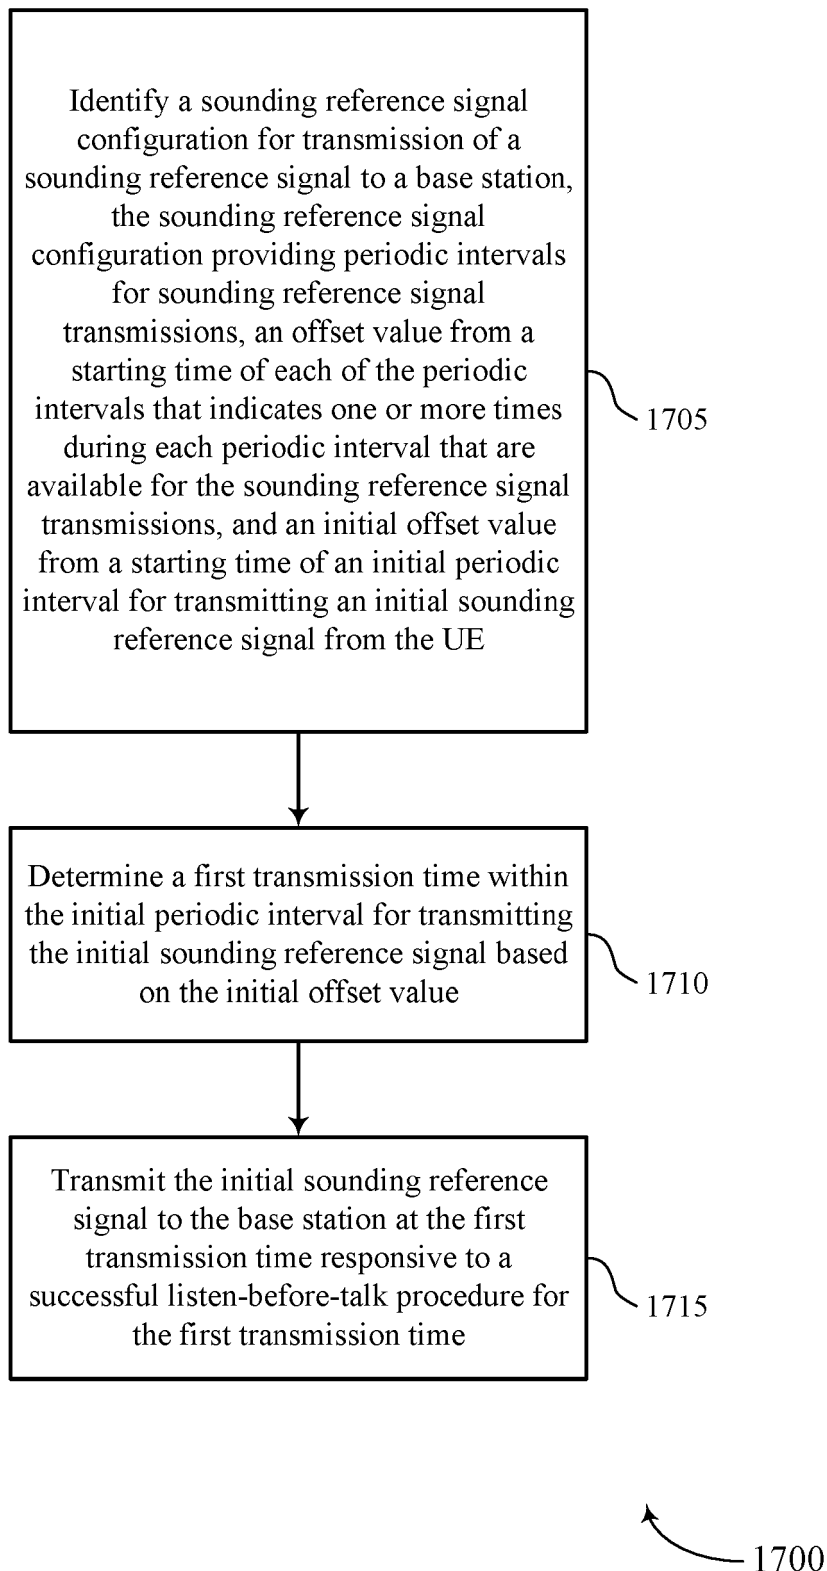 Identify a sounding reference signal
configuration for transmission of a
sounding reference signal to a base station,
the sounding reference signal
configuration providing periodic intervals
for sounding reference signal
transmissions, an offset value from a
starting time of each of the periodic
intervals that indicates one or more times
during each periodic interval that are
available for the sounding reference signal
transmissions, and an initial offset value
from a starting time of an initial periodic
interval for transmitting an initial sounding
reference signal from the UE
1705
Determine a first transmission time within
the initial periodic interval for transmitting
the initial sounding reference signal based
on the initial offset value
1710
Transmit the initial sounding reference
signal to the base station at the first
transmission time responsive to a
successful listen-before-talk procedure for
the first transmission time
1715
1700